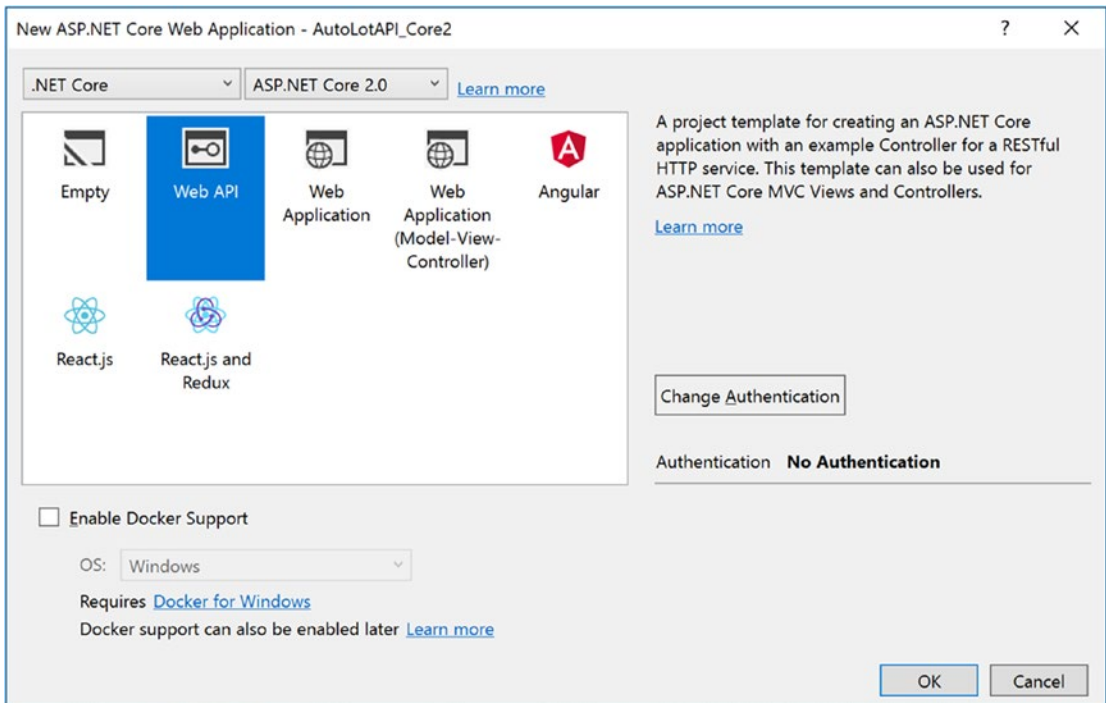 New ASP.NET Core Web Application - AutoLotAPI_Core2
.NET Core
ASP.NET Core 2.0
Learn more
Empty
Web API
Web
Application
Web
Application
(Model-View-
Controller)
Angular
React.js
React.js and
Redux
A project template for creating an ASP.NET Core
application with an example Controller for a RESTful
HTTP service. This template can also be used for
ASP.NET Core MVC Views and Controllers.
Learn more
Change Authentication
Authentication No Authentication
Enable Docker Support
OS: Windows
Requires Docker for Windows
Docker support can also be enabled later Learn more
OK
Cancel